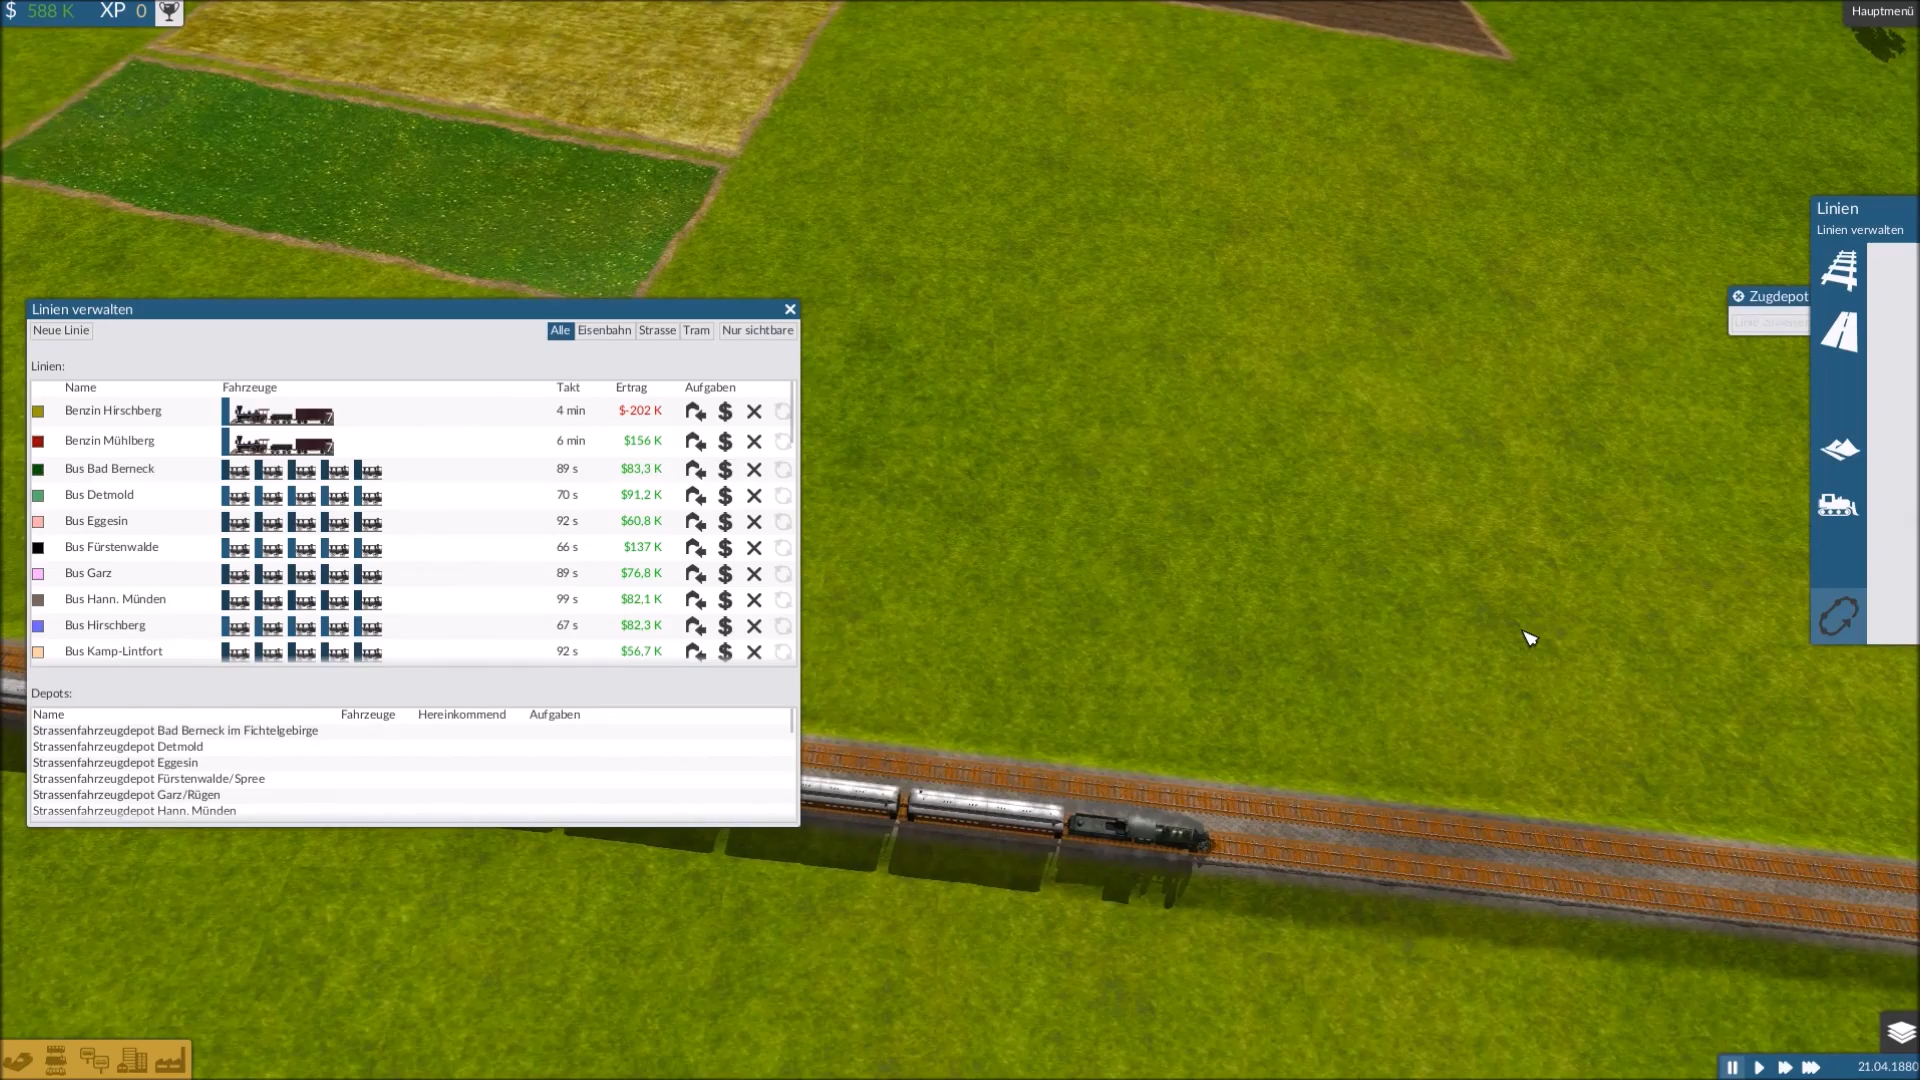 $ 588 K XP 0
Hauptmenü
Linien
Linien verwalten
Zugdepot
Linien verwalten
Neue Linie Alle Eisenbahn Strasse Tram Nur sichtbare
Linien:
Name Fahrzeuge Takt Ertrag Aufgaben
Benzin Hirschberg 4 min $-202 K
Benzin Mühlberg 6 min $156 K
Bus Bad Berneck 89 s $83,3 K
Bus Detmold 70 s $91,2 K
Bus Eggesin 92 s $60,8 K
Bus Fürstenwalde 66 s $137 K
Bus Garz 89 s $76,8 K
Bus Hann. Münden 99 s $82,1 K
Bus Hirschberg 67 s $82,3 K
Bus Kamp-Lintfort 92 s $56,7 K
Depots:
Name Fahrzeuge Hereinkommend Aufgaben
Strassenfahrzeugdepot Bad Berneck im Fichtelgebirge
Strassenfahrzeugdepot Detmold
Strassenfahrzeugdepot Eggesin
Strassenfahrzeugdepot Fürstenwalde/Spree
Strassenfahrzeugdepot Garz/Rügen
Strassenfahrzeugdepot Hann. Münden
21.04.1880